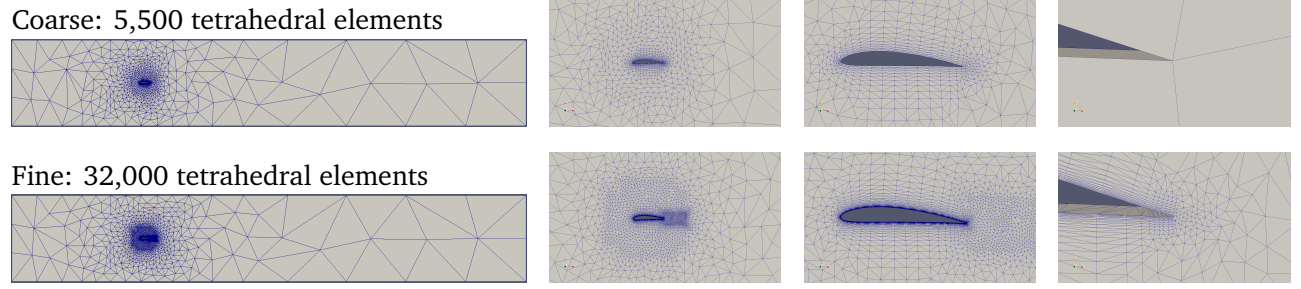 Coarse: 5,500 tetrahedral elements
Fine: 32,000 tetrahedral elements